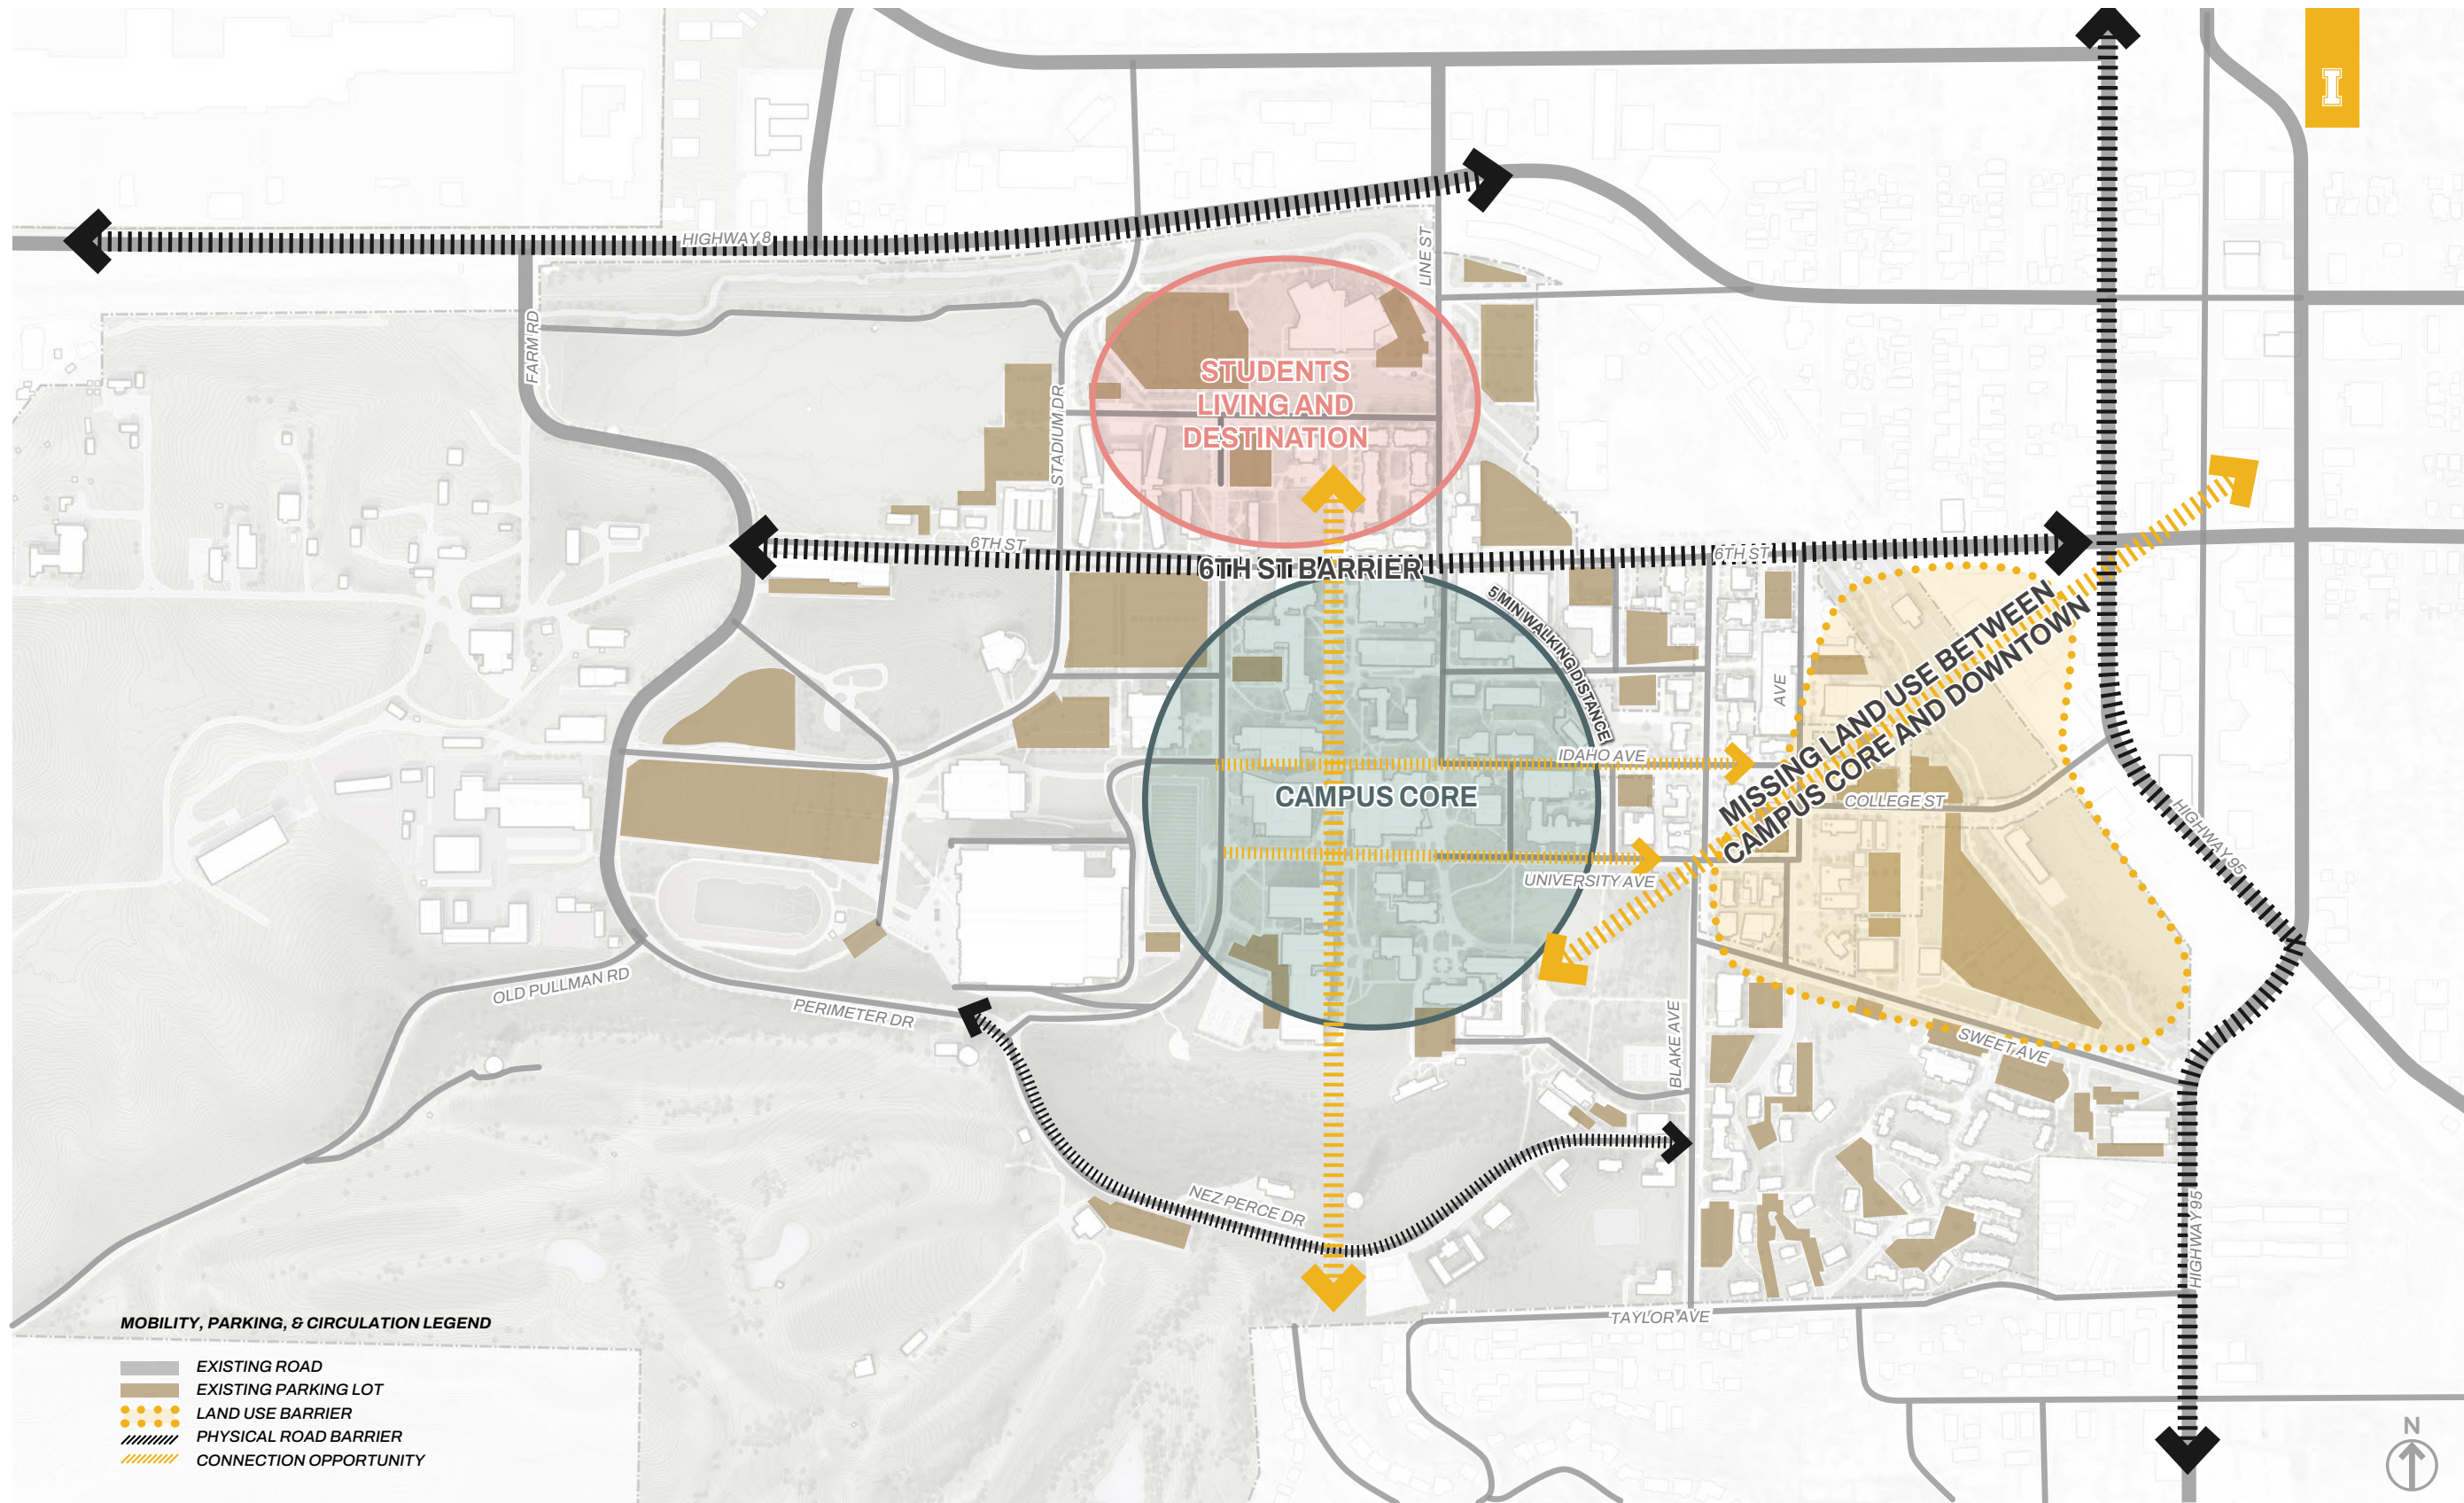 I
HIGHWAY 8
LINE ST
FARM RD
STADIUM DR
STUDENTS
LIVING AND
DESTINATION
6TH ST
6TH ST BARRIER
6TH ST
5 MIN WALKING DISTANCE
AVE
MISSING LAND USE BETWEEN
CAMPUS CORE AND DOWNTOWN
IDAHO AVE
CAMPUS CORE
COLLEGE ST
HIGHWAY 95
UNIVERSITY AVE
OLD PULLMAN RD
PERIMETER DR
BLAKE AVE
SWEET AVE
NEZ PERCE DR
HIGHWAY 95
TAYLOR AVE
MOBILITY, PARKING, & CIRCULATION LEGEND
EXISTING ROAD
EXISTING PARKING LOT
LAND USE BARRIER
PHYSICAL ROAD BARRIER
CONNECTION OPPORTUNITY
N